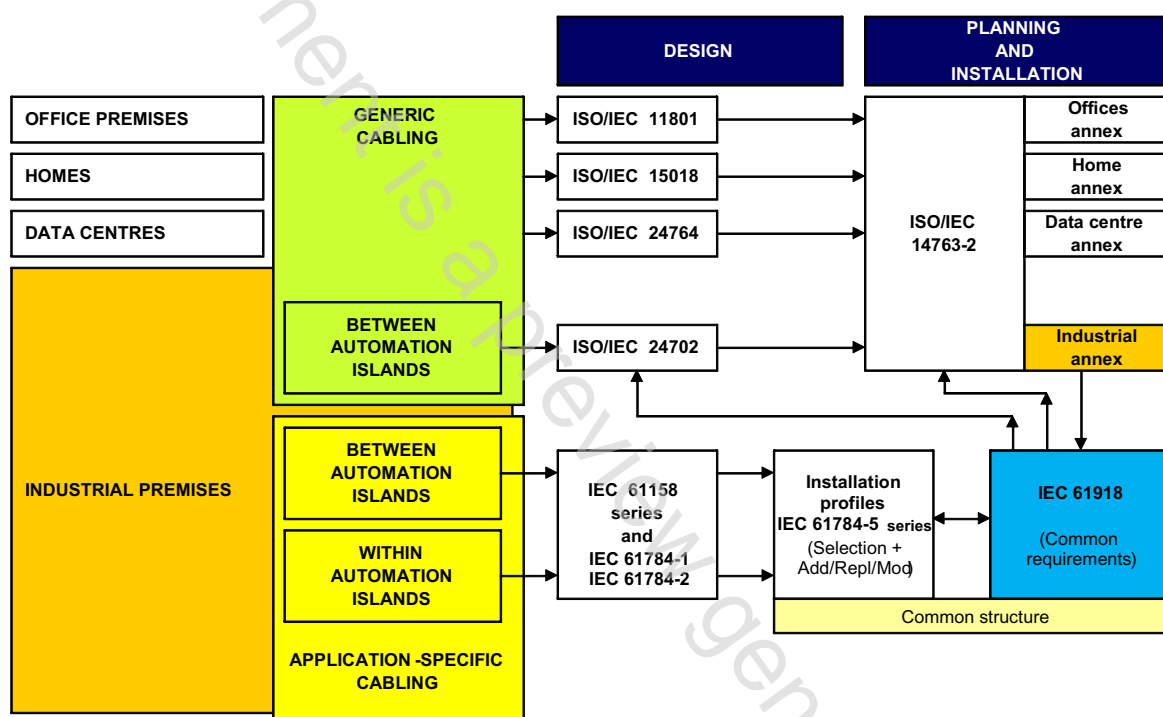 DESIGN
PLANNING
AND
INSTALLATION
OFFICE PREMISES
HOMES
DATA CENTRES
INDUSTRIAL PREMISES
GENERIC
CABLING
BETWEEN
AUTOMATION
ISLANDS
BETWEEN
AUTOMATION
ISLANDS
WITHIN
AUTOMATION
ISLANDS
APPLICATION -SPECIFIC
CABLING
ISO/IEC 11801
ISO/IEC 15018
ISO/IEC 24764
ISO/IEC 24702
IEC 61158
series
and
IEC 61784-1
IEC 61784-2
ISO/IEC
14763-2
Offices
annex
Home
annex
Data centre
annex
Industrial
annex
Installation
profiles
IEC 61784-5 series
(Selection +
Add/Repl/Mod)
IEC 61918
(Common
requirements)
Common structure
is a preview